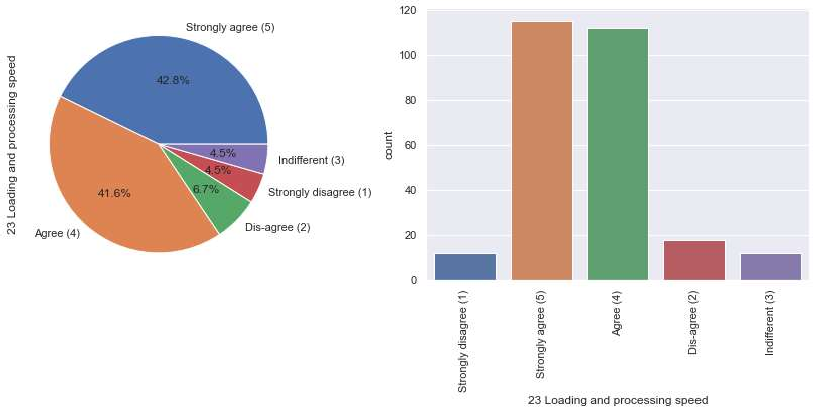 23 Loading and processing speed
Strongly agree (5)
42.8%
4.5%
Indifferent (3)
4.5%
Strongly disagree (1)
6.7%
41.6%
Dis-agree (2)
Agree (4)
120
100
80
60
40
20
0
count
Strongly disagree (1)
Strongly agree (5)
Agree (4)
Dis-agree (2)
Indifferent (3)
23 Loading and processing speed